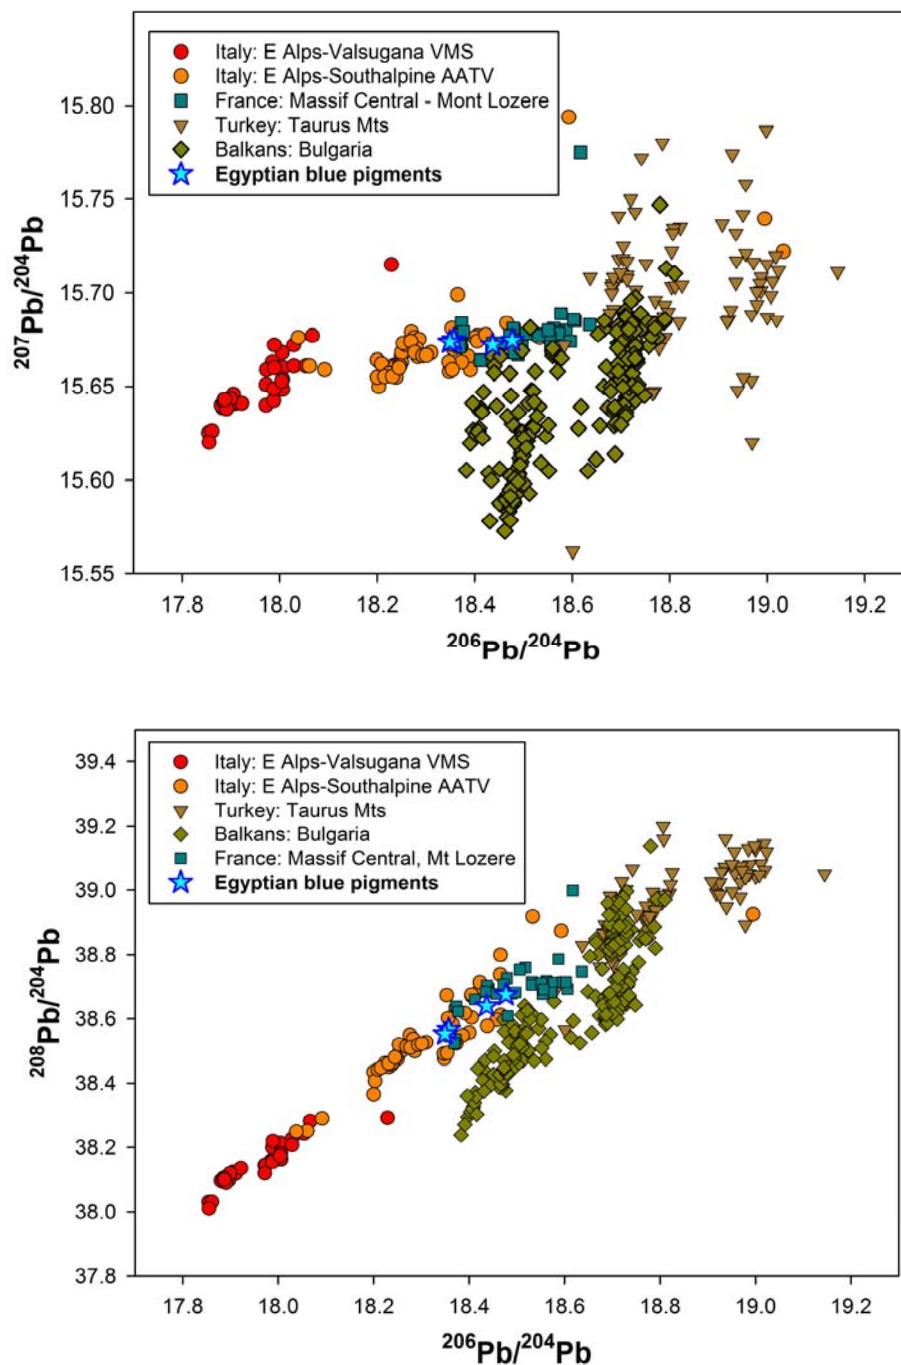 Italy: E Alps-Valsugana VMS
Italy: E Alps-Southalpine AATV
France: Massif Central - Mont Lozere
Turkey: Taurus Mts
Balkans: Bulgaria
Egyptian blue pigments
15.80
15.75
15.70
15.65
15.60
15.55
207Pb/204Pb
17.8 18.0 18.2 18.4 18.6 18.8 19.0 19.2
206Pb/204Pb
Italy: E Alps-Valsugana VMS
Italy: E Alps-Southalpine AATV
Turkey: Taurus Mts
Balkans: Bulgaria
France: Massif Central, Mt Lozere
Egyptian blue pigments
39.4
39.2
39.0
38.8
38.6
38.4
38.2
38.0
37.8
208Pb/204Pb
17.8 18.0 18.2 18.4 18.6 18.8 19.0 19.2
206Pb/204Pb